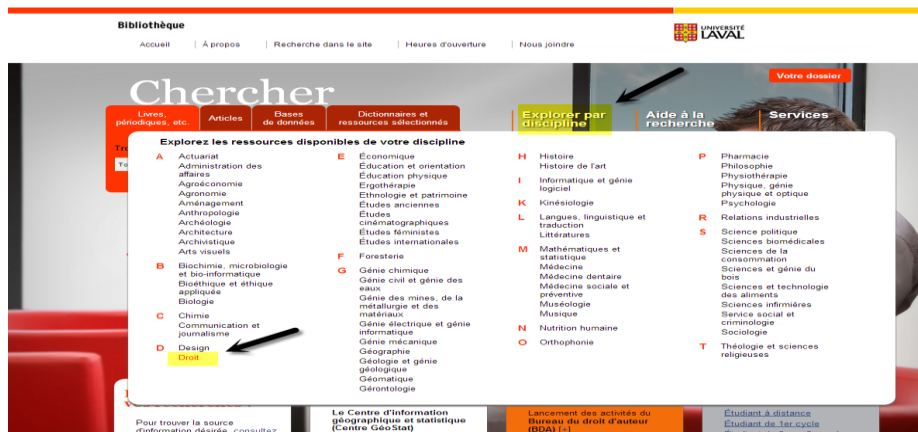 Bibliothèque
UNIVERSITÉ
LAVAL
Accueil | À propos | Recherche dans le site | Heures d'ouverture | Nous joindre
Votre dossier
Chercher
Livres,
périodiques, etc.
Articles
Bases
de données
Dictionnaires et
ressources sélectionnés
Explorer par
discipline
Aide à la
recherche
Services
Explorez les ressources disponibles de votre discipline
A Actuariat
Administration des
affaires
Agroéconomie
Agronomie
Aménagement
Anthropologie
Archéologie
Architecture
Archivistique
Arts visuels
B Biochimie, microbiologie
et bio-informatique
Bioéthique et éthique
appliquée
Biologie
C Chimie
Communication et
journalisme
D Design
Droit
E Économique
Éducation et orientation
Éducation physique
Ergothérapie
Ethnologie et patrimoine
Études anciennes
Études
cinématographiques
Études féministes
Études internationales
F Foresterie
G Génie chimique
Génie civil et génie des
eaux
Génie des mines, de la
métallurgie et des
matériaux
Génie électrique et génie
informatique
Génie mécanique
Géographie
Géologie et génie
géologique
Géomatique
Gérontologie
H Histoire
Histoire de l'art
I Informatique et génie
logiciel
K Kinésiologie
L Langues, linguistique et
traduction
Littératures
M Mathématiques et
statistique
Médecine
Médecine dentaire
Médecine sociale et
préventive
Muséologie
Musique
N Nutrition humaine
O Orthophonie
P Pharmacie
Philosophie
Physiothérapie
Physique, génie
physique et optique
Psychologie
R Relations industrielles
S Science politique
Sciences biomédicales
Sciences de la
consommation
Sciences et génie du
bois
Sciences et technologie
des aliments
Sciences infirmières
Service social et
criminologie
Sociologie
T Théologie et sciences
religieuses
Pour trouver la source
d'information désirée, consultez
Le Centre d'information
géographique et statistique
(Centre GéoStat)
Lancement des activités du
Bureau du droit d'auteur
(BDA) [+]
Étudiant à distance
Étudiant de 1er cycle